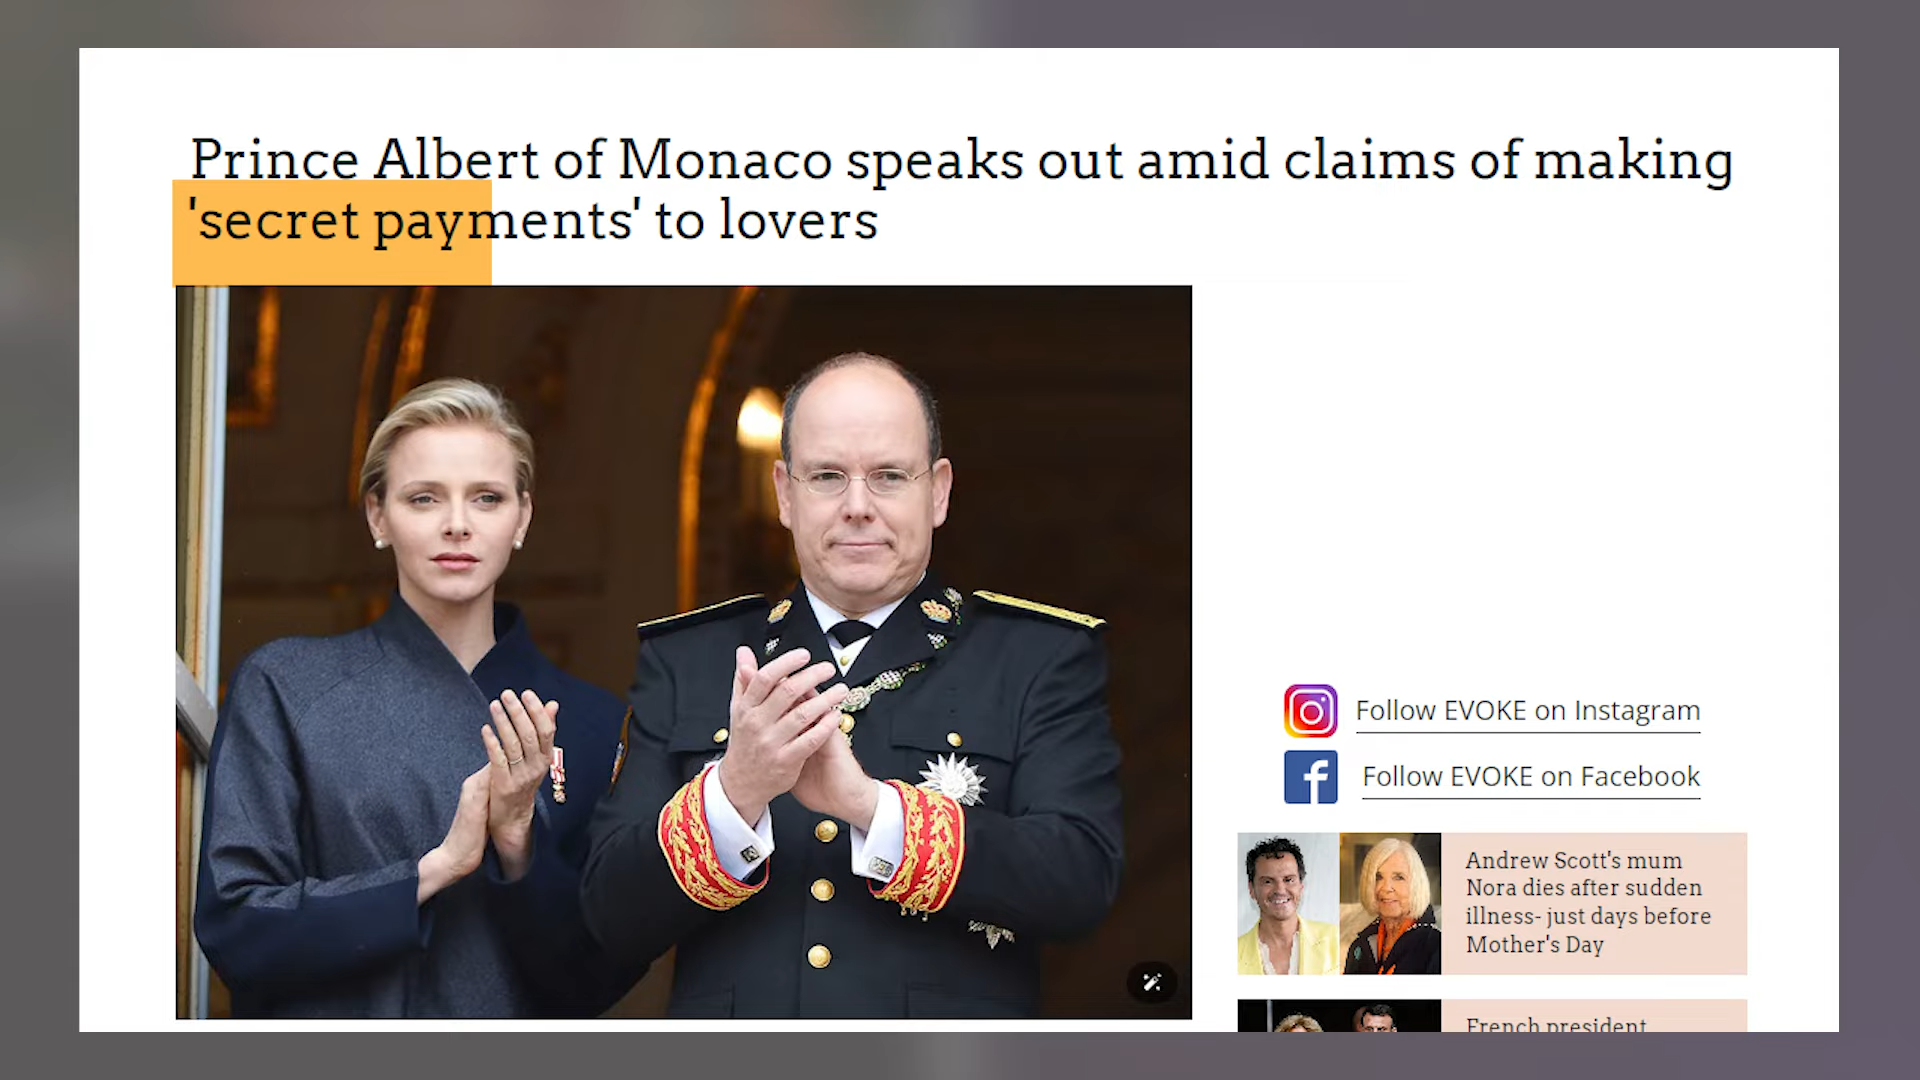 Prince Albert of Monaco speaks out amid claims of making
'secret payments' to lovers
Follow EVOKE on Instagram
Follow EVOKE on Facebook
Andrew Scott's mum
Nora dies after sudden
illness- just days before
Mother's Day
French president